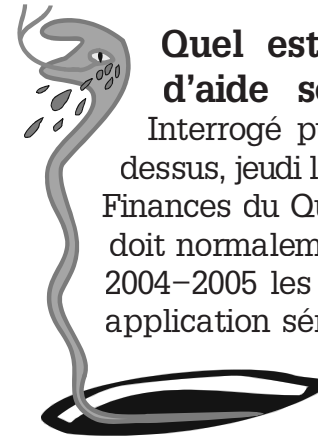 Quel est
d'aide s
Interrogé p
dessus, jeudi l
Finances du Qu
doit normalem
2004–2005 les
application sér